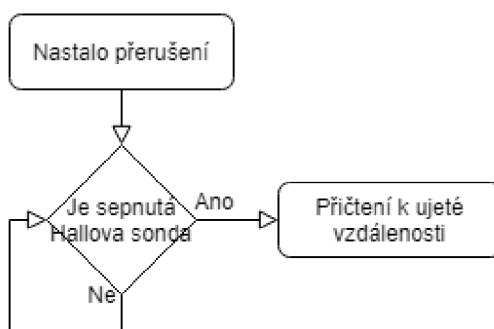 Nastalo přerušení
Je sepnutá
Hallova sonda
Ano
Přičtení k ujeté
vzdálenosti
Ne